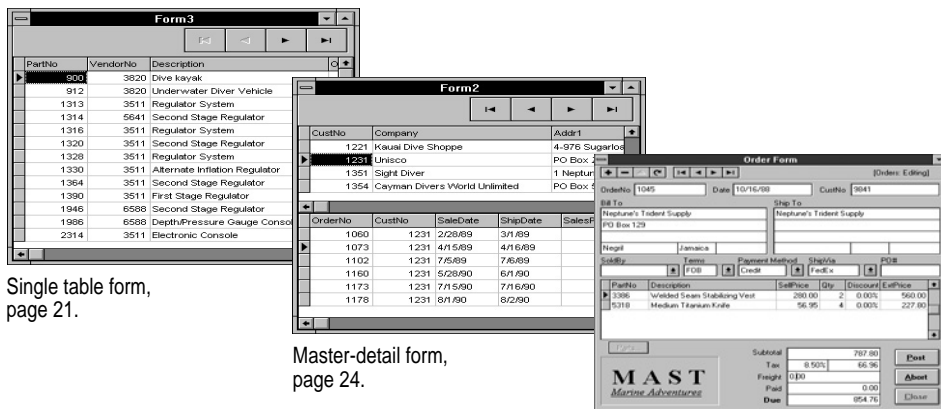 Form3
PartNo VendorNo Description
900 3820 Dive kayak
912 3820 Underwater Diver Vehicle
1313 3511 Regulator System
1314 5641 Second Stage Regulator
1316 3511 Regulator System
1320 3511 Second Stage Regulator
1328 3511 Regulator System
1330 3511 Alternate Inflation Regulator
1364 3511 Second Stage Regulator
1390 3511 First Stage Regulator
1946 6588 Second Stage Regulator
1986 6588 Depth/Pressure Gauge Consol
2314 3511 Electronic Console
Single table form,
page 21.
Form2
CustNo Company Addr1
1221 Kauai Dive Shoppe 4-976 Sugarlo
1231 Unisco PO Box
1351 Sight Diver 1 Neptun
1354 Cayman Divers World Unlimited PO Box
OrderNo CustNo SaleDate ShipDate Sales
1060 1231 2/28/89 3/1/89
1073 1231 4/15/89 4/16/89
1102 1231 7/5/89 7/6/89
1160 1231 5/28/90 6/1/90
1173 1231 7/15/90 7/16/90
1178 1231 8/1/90 8/2/90
Master-detail form,
page 24.
Order Form
[Orders: Editing]
OrderNo 1045 Date 10/16/88 CustNo 9841
Bill To Ship To
Neptune's Trident Supply Neptune's Trident Supply
PO Box 129
Negril Jamaica
SoldBy Terms Payment Method ShipVia PO#
FOB Credit FedEx
PartNo Description SellPrice Qty Discount ExtPrice
3386 Welded Seam Stabilizing Vest 280.00 2 0.00% 560.00
5318 Medium Titanium Knife 56.95 4 0.00% 227.80
Subtotal 787.80
Tax 8.50% 66.96
Freight 0.00
Paid 0.00
Due 854.76
Post
Abort
Close
MAST
Marine Adventures